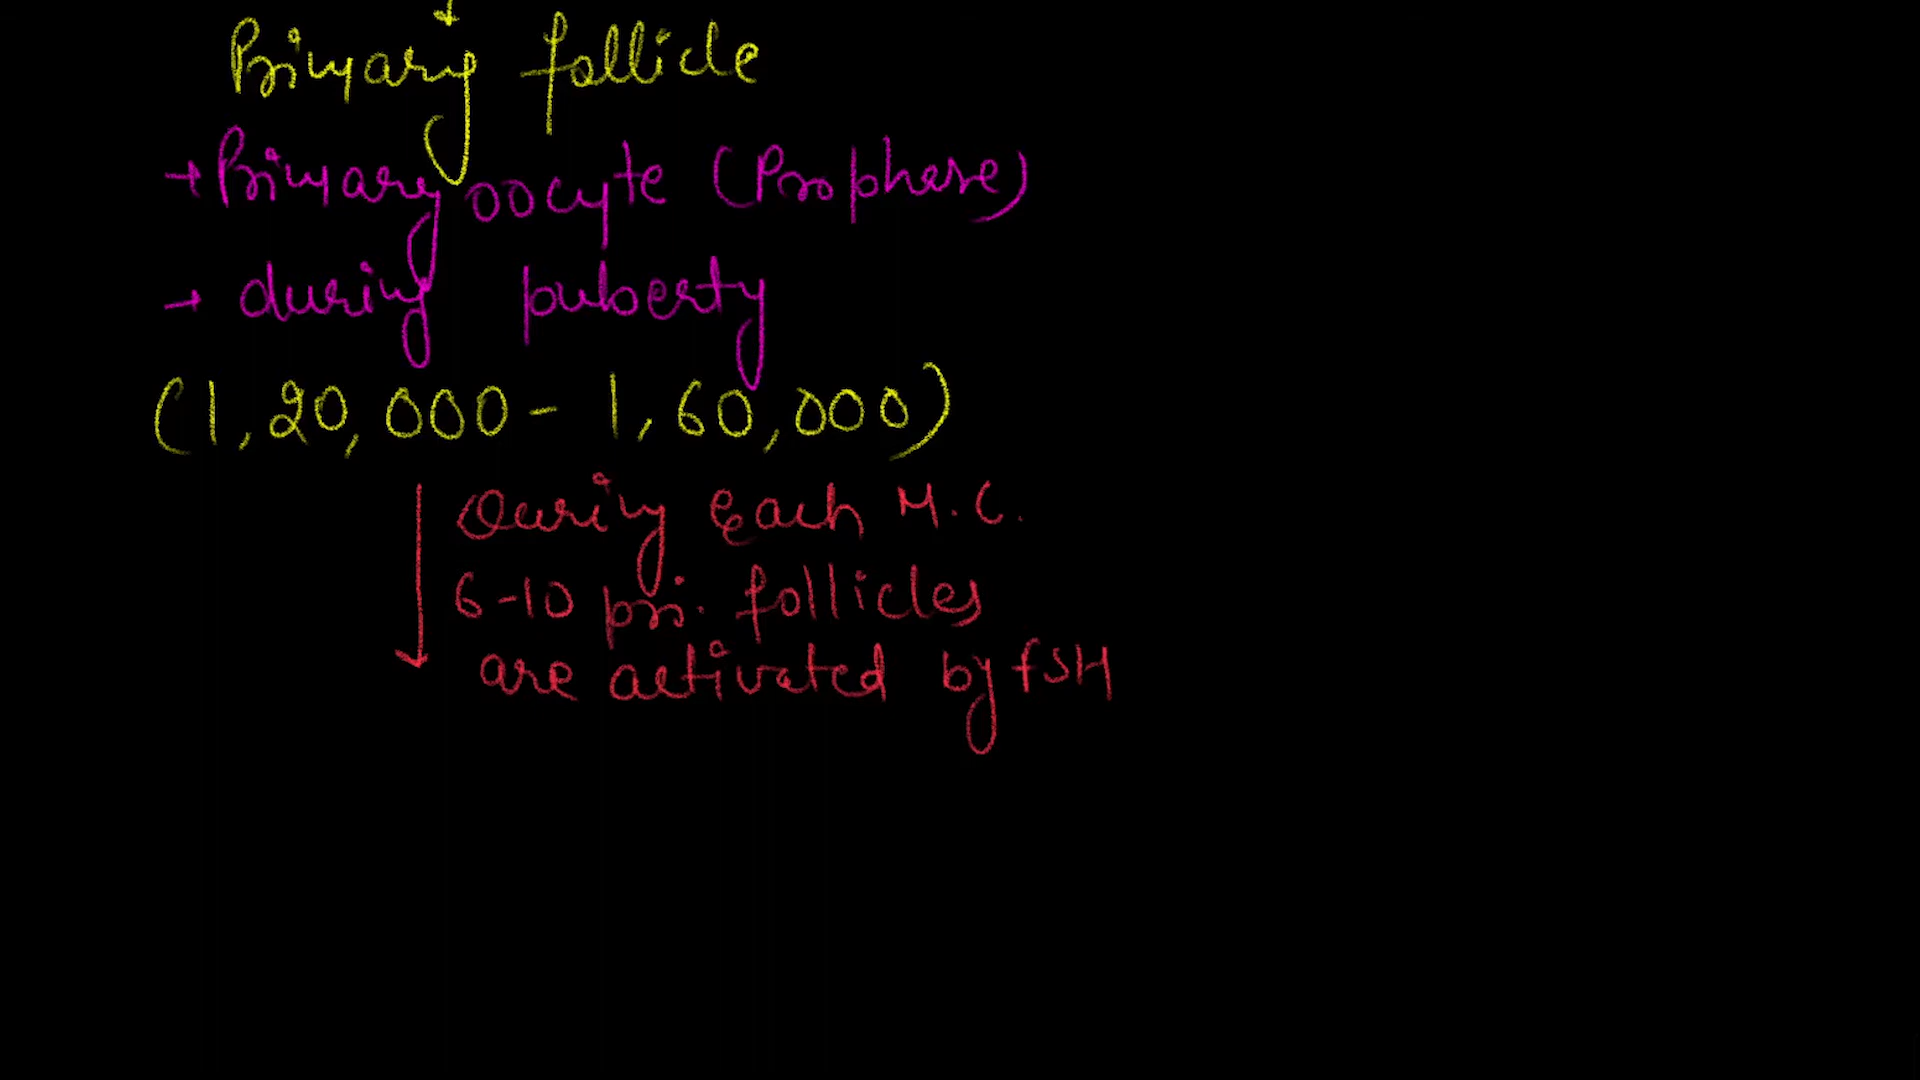 Primary follicle
→ Primary oocyte (Prophase)
→ during puberty
(1,20,000 - 1,60,000)
During Each M.C.
6-10 pri. follicles
are activated by FSH